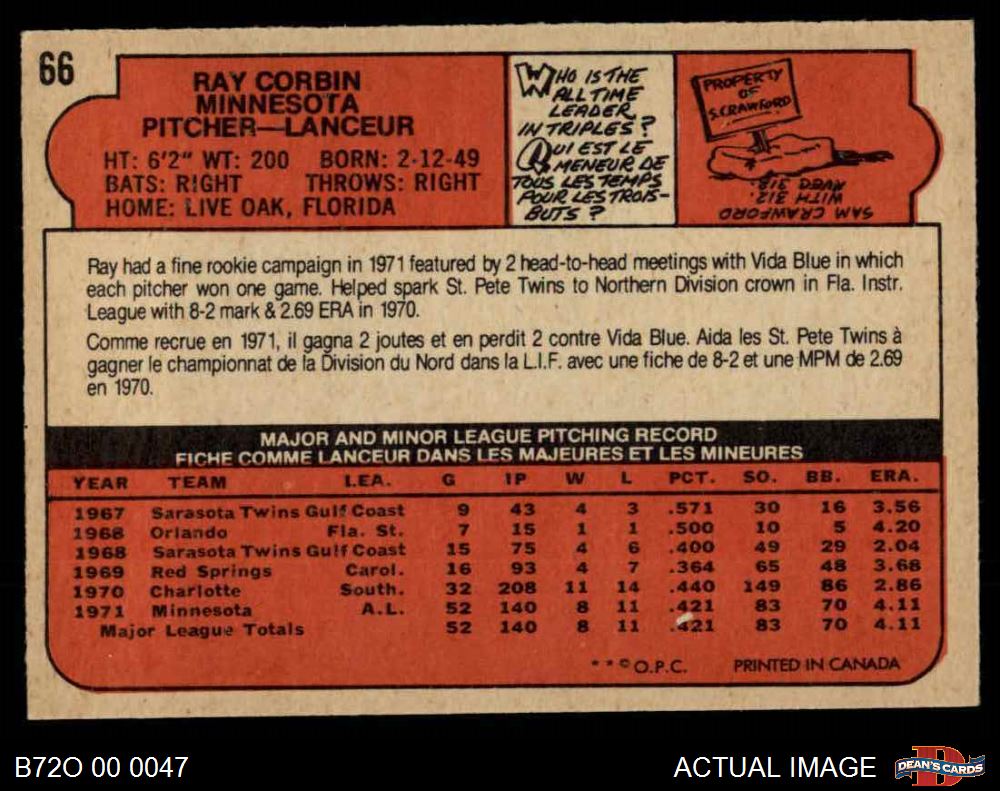 66
RAY CORBIN
MINNESOTA
PITCHER—LANCEUR
HT: 6'2" WT: 200 BORN: 2-12-49
BATS: RIGHT THROWS: RIGHT
HOME: LIVE OAK, FLORIDA
WHO IS THE
ALL TIME
LEADER
IN TRIPLES?
QUI EST LE
MENEUR DE
TOUS LES TEMPS
POUR LES TROIS-
BUTS?
PROPERTY
OF
S. CRAWFORD
SAM CRAWFORD
WITH 312.
AVEC 312.
Ray had a fine rookie campaign in 1971 featured by 2 head-to-head meetings with Vida Blue in which
each pitcher won one game. Helped spark St. Pete Twins to Northern Division crown in Fla. Instr.
League with 8-2 mark & 2.69 ERA in 1970.
Comme recrue en 1971, il gagna 2 joutes et en perdit 2 contre Vida Blue. Aida les St. Pete Twins à
gagner le championnat de la Division du Nord dans la L.I.F. avec une fiche de 8-2 et une MPM de 2.69
en 1970.
MAJOR AND MINOR LEAGUE PITCHING RECORD
FICHE COMME LANCEUR DANS LES MAJEURES ET LES MINEURES
YEAR TEAM LEA. G IP W L PCT. SO. BB. ERA.
1967 Sarasota Twins Gulf Coast 9 43 4 3 .571 30 16 3.56
1968 Orlando Fla. St. 7 15 1 1 .500 10 5 4.20
1968 Sarasota Twins Gulf Coast 15 75 4 6 .400 49 29 2.04
1969 Red Springs Carol. 16 93 4 7 .364 65 48 3.68
1970 Charlotte South. 32 208 11 14 .440 149 86 2.86
1971 Minnesota A.L. 52 140 8 11 .421 83 70 4.11
Major League Totals 52 140 8 11 .421 83 70 4.11
**©O.P.C. PRINTED IN CANADA
B72O 00 0047
ACTUAL IMAGE
D
DEAN'S CARDS